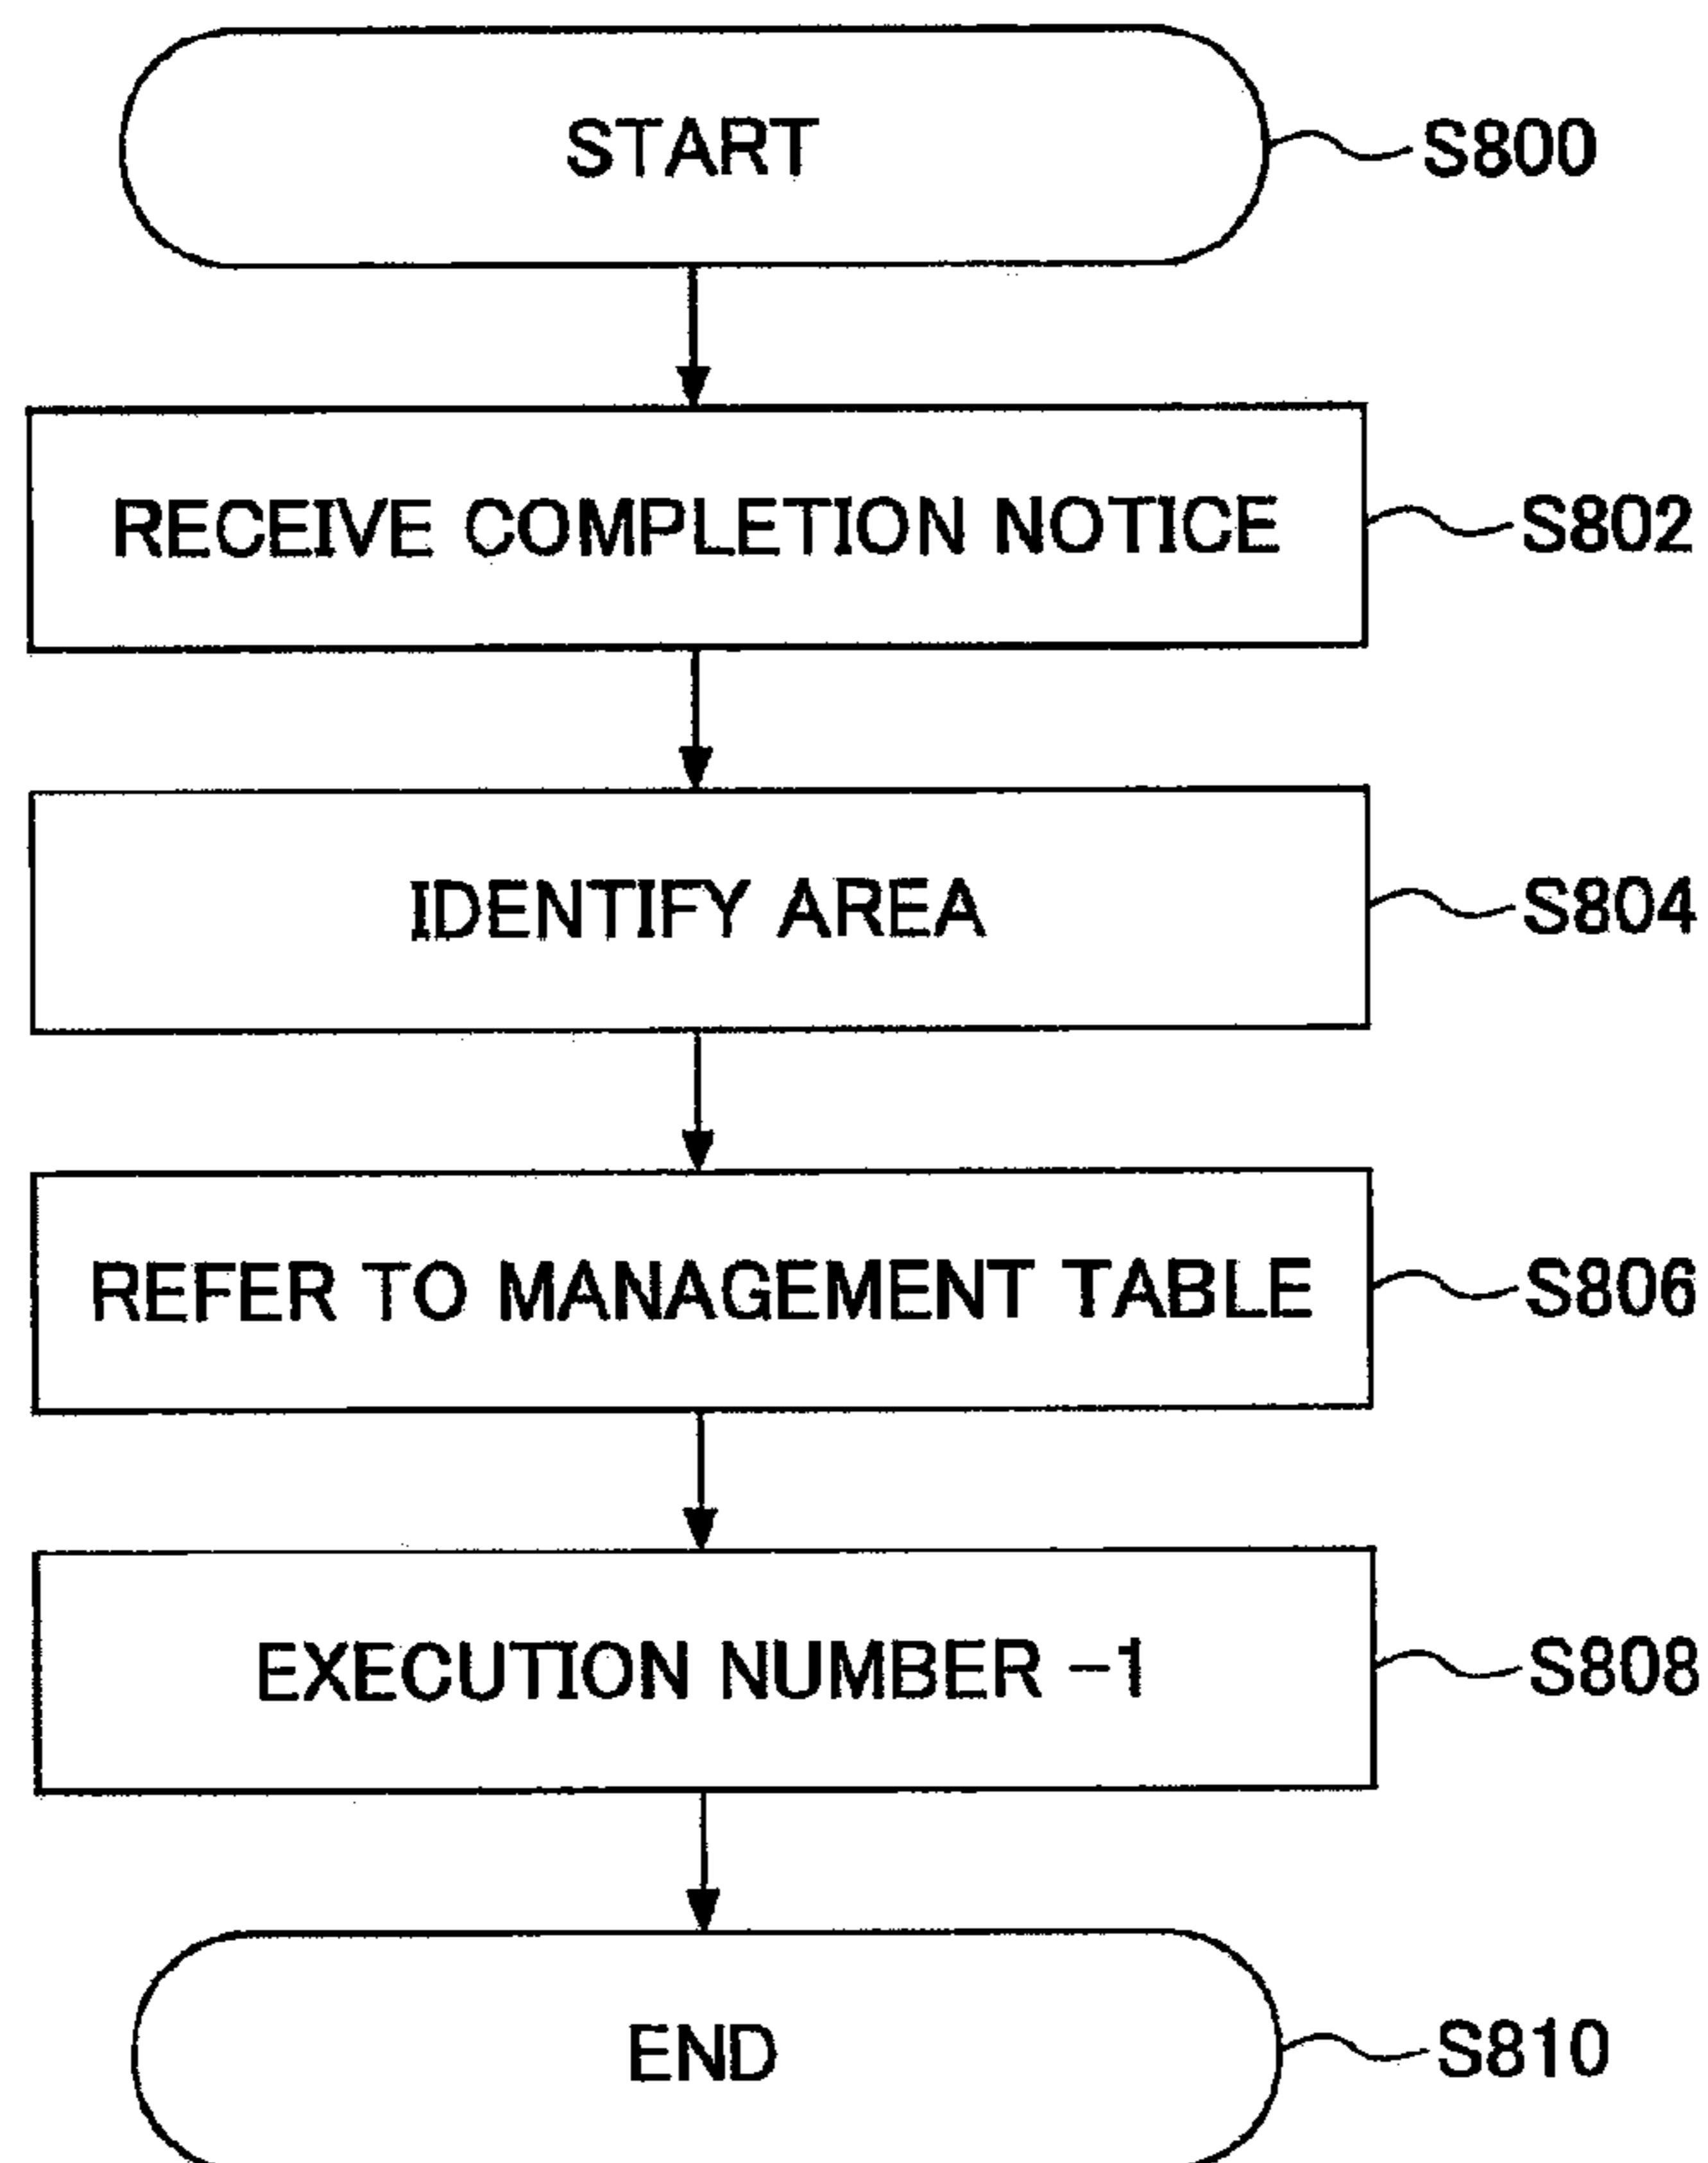 START S800
RECEIVE COMPLETION NOTICE S802
IDENTIFY AREA S804
REFER TO MANAGEMENT TABLE S806
EXECUTION NUMBER -1 S808
END S810